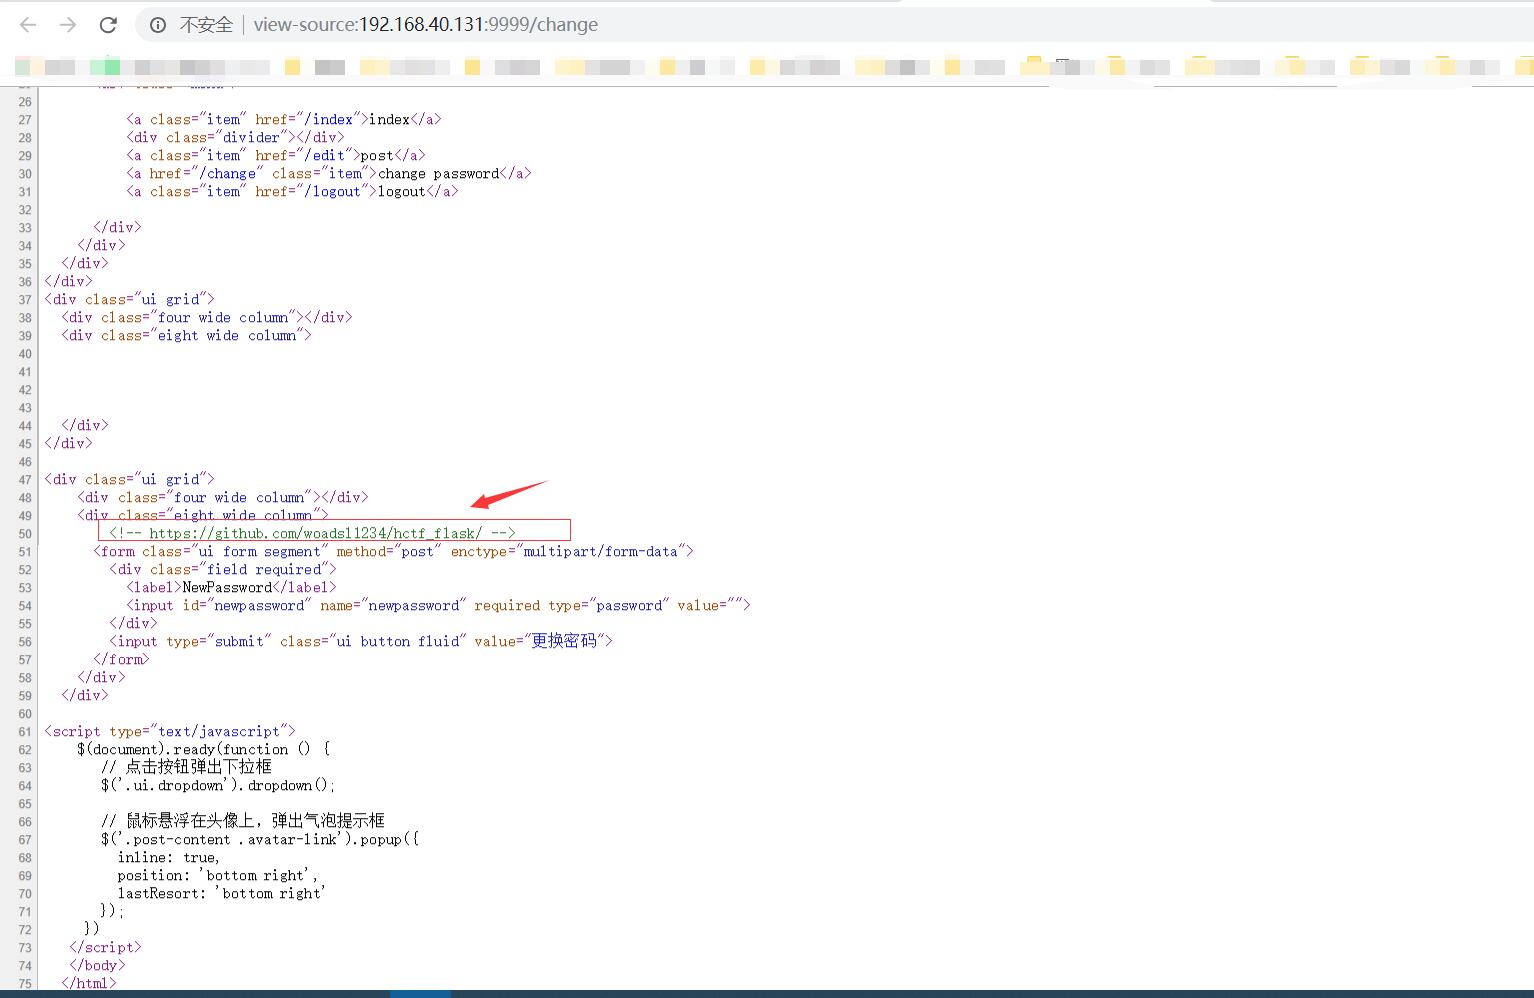 不安全 | view-source:192.168.40.131:9999/change
26
27 <a class="item" href="/index">index</a>
28 <div class="divider"></div>
29 <a class="item" href="/edit">post</a>
30 <a href="/change" class="item">change password</a>
31 <a class="item" href="/logout">logout</a>
32
33 </div>
34 </div>
35 </div>
36 </div>
37 <div class="ui grid">
38 <div class="four wide column"></div>
39 <div class="eight wide column">
40
41
42
43
44 </div>
45 </div>
46
47 <div class="ui grid">
48 <div class="four wide column"></div>
49 <div class="eight wide column">
50 <!-- https://github.com/woadsl1234/hctf_flask/ -->
51 <form class="ui form segment" method="post" enctype="multipart/form-data">
52 <div class="field required">
53 <label>NewPassword</label>
54 <input id="newpassword" name="newpassword" required type="password" value="">
55 </div>
56 <input type="submit" class="ui button fluid" value="更换密码">
57 </form>
58 </div>
59 </div>
60
61 <script type="text/javascript">
62 $(document).ready(function () {
63 // 点击按钮弹出下拉框
64 $('.ui.dropdown').dropdown();
65
66 // 鼠标悬浮在头像上，弹出气泡提示框
67 $('.post-content .avatar-link').popup({
68 inline: true,
69 position: 'bottom right',
70 lastResort: 'bottom right'
71 });
72 })
73 </script>
74 </body>
75 </html>